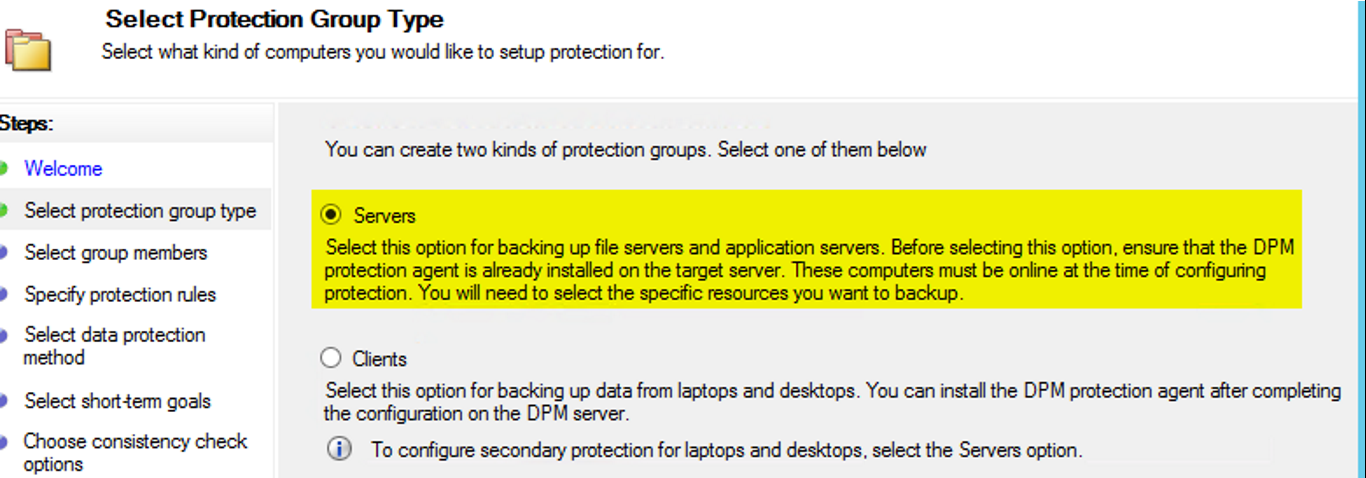 Select Protection Group Type
Select what kind of computers you would like to setup protection for.
Steps:
Welcome
Select protection group type
Select group members
Specify protection rules
Select data protection
method
Select short-term goals
Choose consistency check
options
You can create two kinds of protection groups. Select one of them below
Servers
Select this option for backing up file servers and application servers. Before selecting this option, ensure that the DPM
protection agent is already installed on the target server. These computers must be online at the time of configuring
protection. You will need to select the specific resources you want to backup.
Clients
Select this option for backing up data from laptops and desktops. You can install the DPM protection agent after completing
the configuration on the DPM server.
To configure secondary protection for laptops and desktops, select the Servers option.